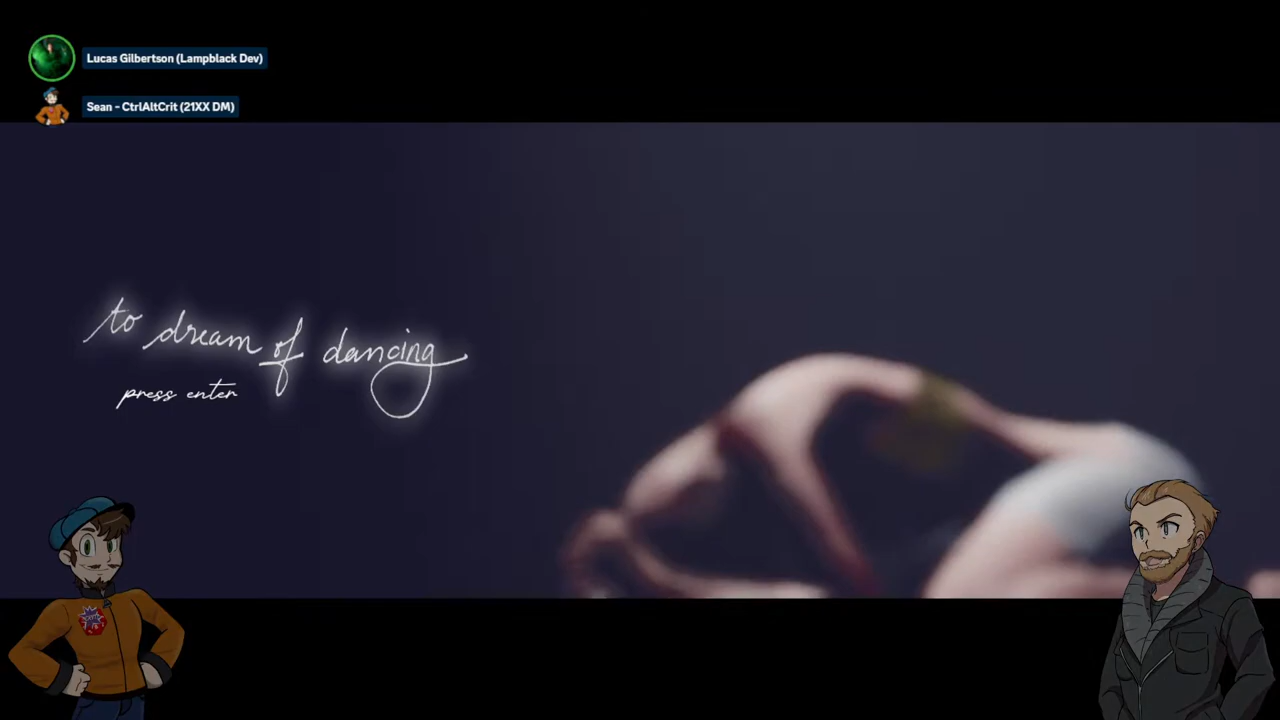 Lucas Gilbertson (Lampblack Dev)
Sean - CtrlAltCrit (21XX DM)
to dream of dancing
press enter